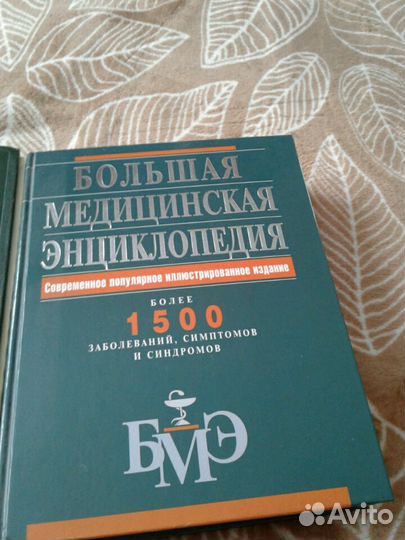 БОЛЬШАЯ
МЕДИЦИНСКАЯ
ЭНЦИКЛОПЕДИЯ
Современное популярное иллюстрированное издание
БОЛЕЕ
1500
ЗАБОЛЕВАНИЙ, СИМПТОМОВ
И СИНДРОМОВ
БМЭ
Avito